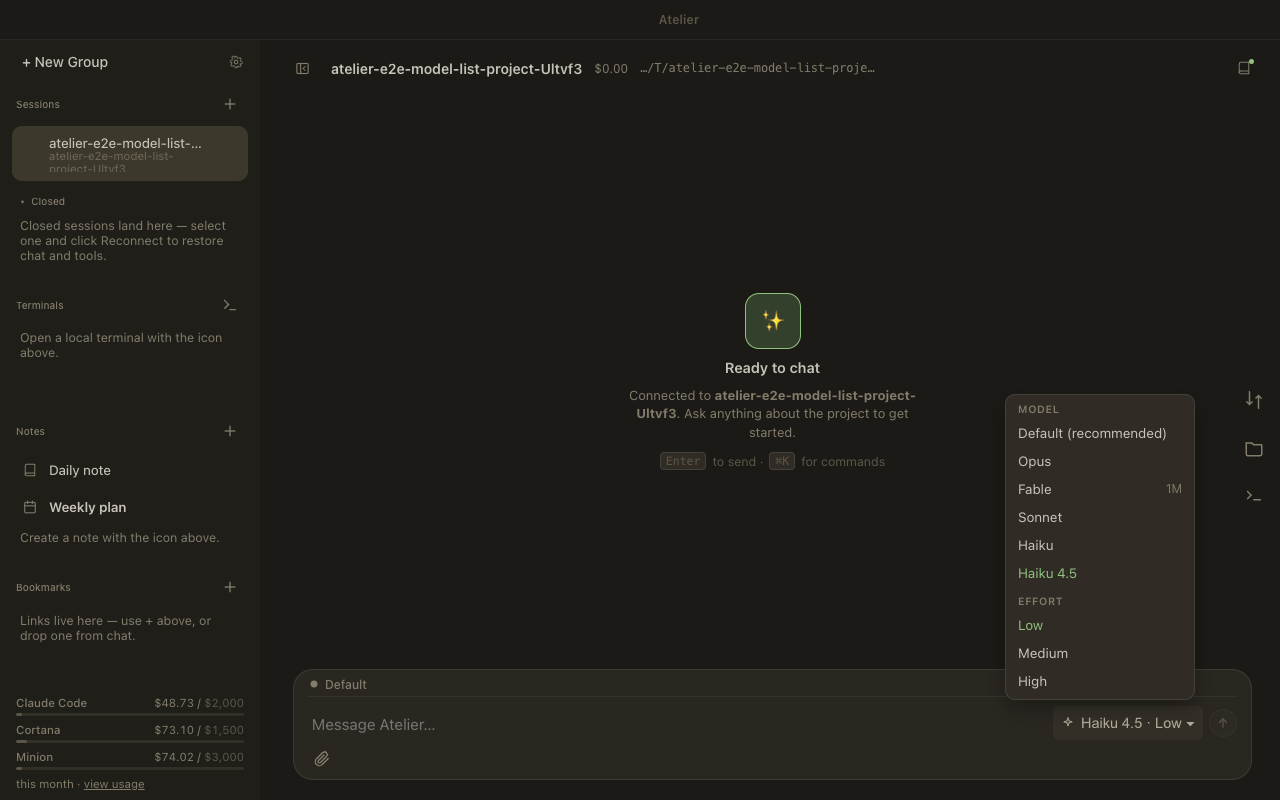 Atelier
+ New Group
Sessions
atelier-e2e-model-list-...
atelier-e2e-model-list-
project-Ultvf3
Closed
Closed sessions land here — select
one and click Reconnect to restore
chat and tools.
Terminals
Open a local terminal with the icon
above.
Notes
Daily note
Weekly plan
Create a note with the icon above.
Bookmarks
Links live here — use + above, or
drop one from chat.
Claude Code $48.73 / $2,000
Cortana $73.10 / $1,500
Minion $74.02 / $3,000
this month · view usage
atelier-e2e-model-list-project-Ultvf3 $0.00 …/T/atelier-e2e-model-list-proje…
Ready to chat
Connected to atelier-e2e-model-list-project-
Ultvf3. Ask anything about the project to get
started.
Enter to send · ⌘K for commands
MODEL
Default (recommended)
Opus
Fable 1M
Sonnet
Haiku
Haiku 4.5
EFFORT
Low
Medium
High
Default
Message Atelier...
Haiku 4.5 · Low